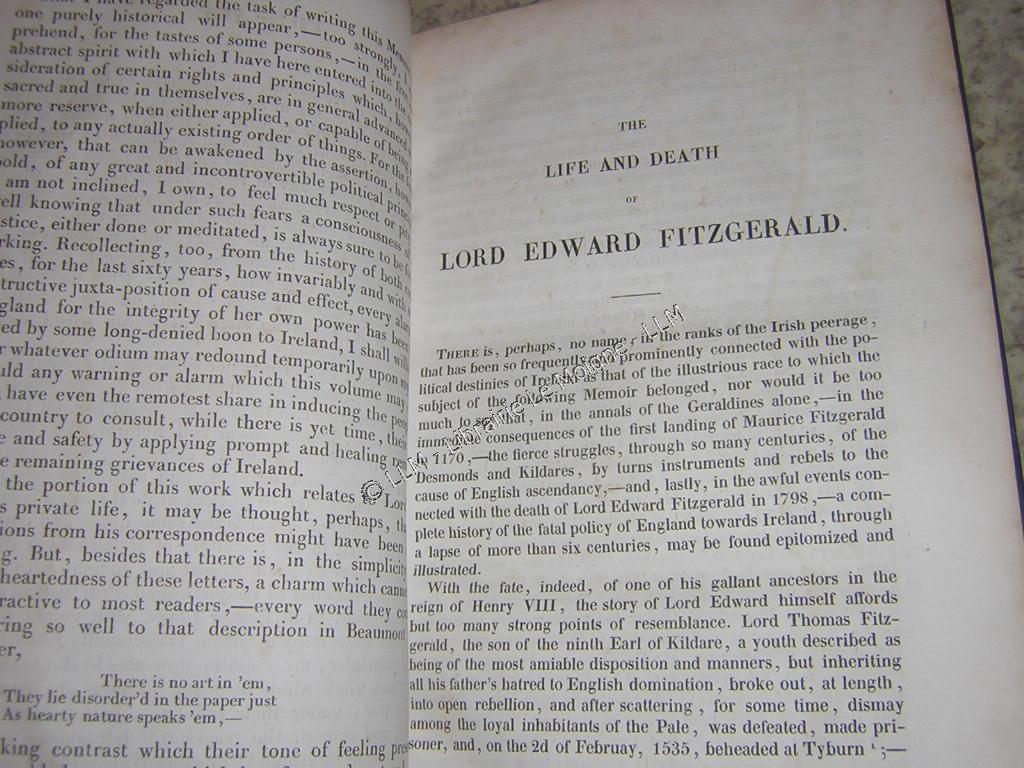 I have regarded the task of writing this
one purely historical will appear,—too strongly, I
prehend, for the tastes of some persons,—in the
abstract spirit with which I have here entered into the
sideration of certain rights and principles which,
sacred and true in themselves, are in general advanced
more reserve, when either applied, or capable of being
plied, to any actually existing order of things. For the
owever, that can be awakened by the assertion,
old, of any great and incontrovertible political
am not inclined, I own, to feel much respect or
ell knowing that under such fears a consciousness of
stice, either done or meditated, is always sure to be
rking. Recollecting, too, from the history of both
es, for the last sixty years, how invariably and with
tructive juxta-position of cause and effect, every
gland for the integrity of her own power has been
ed by some long-denied boon to Ireland, I shall
r whatever odium may redound temporarily upon
uld any warning or alarm which this volume may
, have even the remotest share in inducing the
country to consult, while there is yet time,
e and safety by applying prompt and healing
e remaining grievances of Ireland.
the portion of this work which relates to Lord
s private life, it may be thought, perhaps,
ions from his correspondence might have been
g. But, besides that there is, in the simplicity
heartedness of these letters, a charm which
ractive to most readers,—every word they
ring so well to that description in Beaumont
er,
There is no art in 'em,
They lie disorder'd in the paper just
As hearty nature speaks 'em,—
king contrast which their tone of feeling
THE
LIFE AND DEATH
OF
LORD EDWARD FITZGERALD.
THERE is, perhaps, no name, in the ranks of the Irish peerage,
that has been so frequently and prominently connected with the po-
litical destinies of Ireland as that of the illustrious race to which the
subject of the following Memoir belonged, nor would it be too
much to say that, in the annals of the Geraldines alone,—in the
immediate consequences of the first landing of Maurice Fitzgerald
in 1170,—the fierce struggles, through so many centuries, of the
Desmonds and Kildares, by turns instruments and rebels to the
cause of English ascendancy,—and, lastly, in the awful events con-
nected with the death of Lord Edward Fitzgerald in 1798,—a com-
plete history of the fatal policy of England towards Ireland, through
a lapse of more than six centuries, may be found epitomized and
illustrated.
With the fate, indeed, of one of his gallant ancestors in the
reign of Henry VIII, the story of Lord Edward himself affords
but too many strong points of resemblance. Lord Thomas Fitz-
gerald, the son of the ninth Earl of Kildare, a youth described as
being of the most amiable disposition and manners, but inheriting
all his father's hatred to English domination, broke out, at length,
into open rebellion, and after scattering, for some time, dismay
among the loyal inhabitants of the Pale, was defeated, made pri-
soner, and, on the 2d of Februay, 1535, beheaded at Tyburn ¹;—
© LLM - Librairie Le Moione - LLM